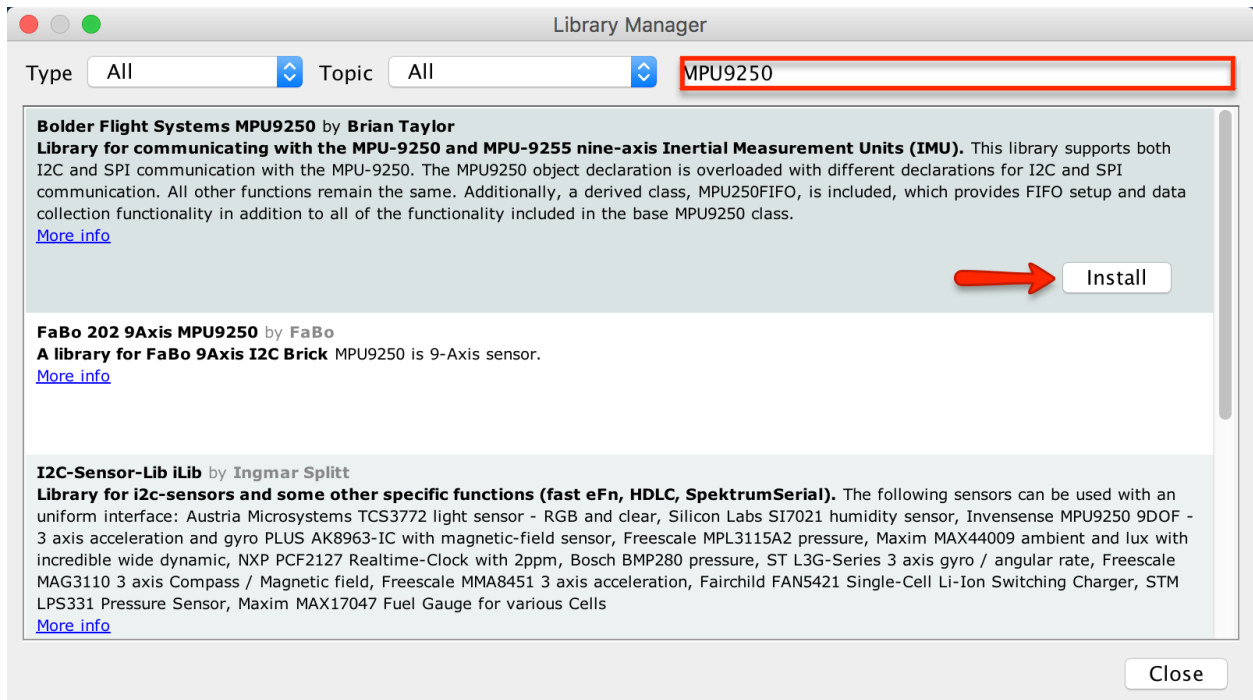 Library Manager
Type All Topic All MPU9250
Bolder Flight Systems MPU9250 by Brian Taylor
Library for communicating with the MPU-9250 and MPU-9255 nine-axis Inertial Measurement Units (IMU). This library supports both
I2C and SPI communication with the MPU-9250. The MPU9250 object declaration is overloaded with different declarations for I2C and SPI
communication. All other functions remain the same. Additionally, a derived class, MPU250FIFO, is included, which provides FIFO setup and data
collection functionality in addition to all of the functionality included in the base MPU9250 class.
More info
Install
FaBo 202 9Axis MPU9250 by FaBo
A library for FaBo 9Axis I2C Brick MPU9250 is 9-Axis sensor.
More info
I2C-Sensor-Lib iLib by Ingmar Splitt
Library for i2c-sensors and some other specific functions (fast eFn, HDLC, SpektrumSerial). The following sensors can be used with an
uniform interface: Austria Microsystems TCS3772 light sensor - RGB and clear, Silicon Labs SI7021 humidity sensor, Invensense MPU9250 9DOF -
3 axis acceleration and gyro PLUS AK8963-IC with magnetic-field sensor, Freescale MPL3115A2 pressure, Maxim MAX44009 ambient and lux with
incredible wide dynamic, NXP PCF2127 Realtime-Clock with 2ppm, Bosch BMP280 pressure, ST L3G-Series 3 axis gyro / angular rate, Freescale
MAG3110 3 axis Compass / Magnetic field, Freescale MMA8451 3 axis acceleration, Fairchild FAN5421 Single-Cell Li-Ion Switching Charger, STM
LPS331 Pressure Sensor, Maxim MAX17047 Fuel Gauge for various Cells
More info
Close